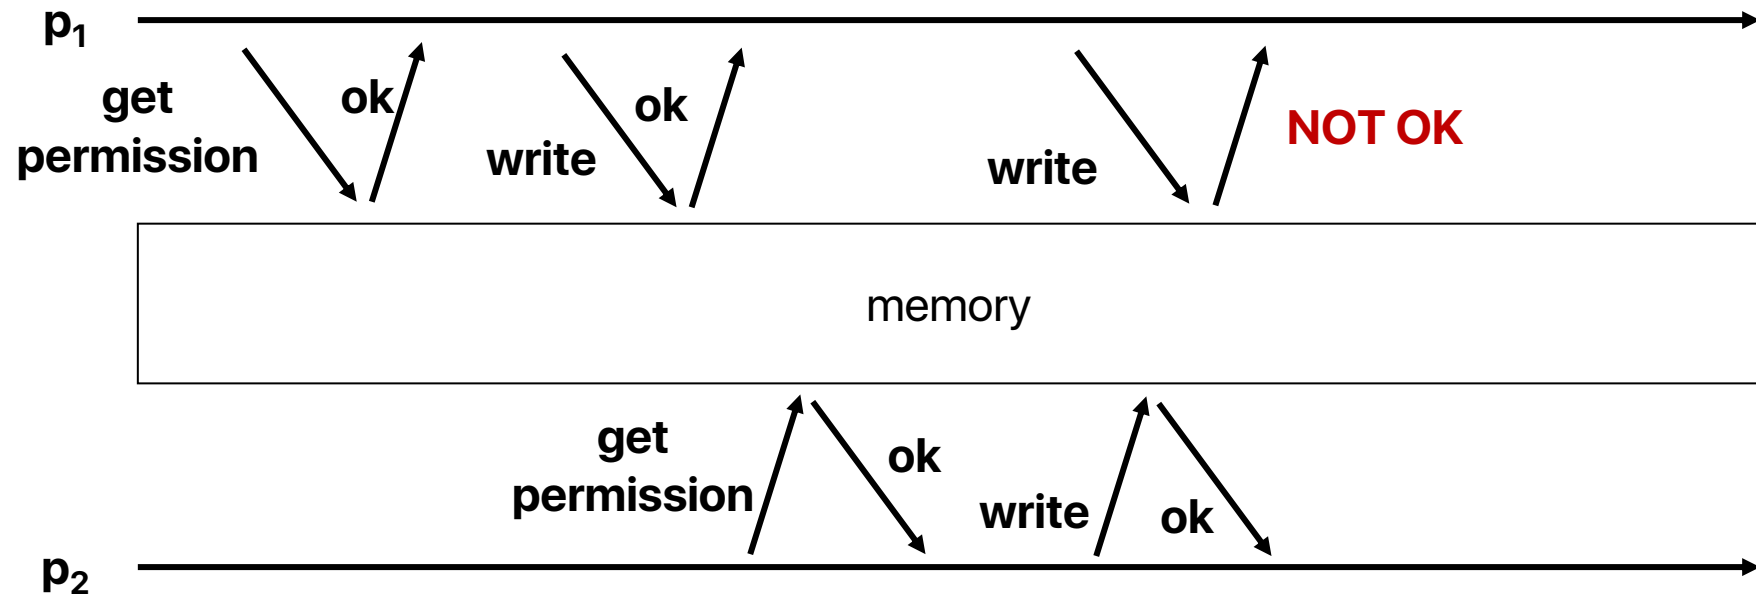 p₁
get
permission
ok
write
ok
write
NOT OK
memory
get
permission
ok
write
ok
p₂